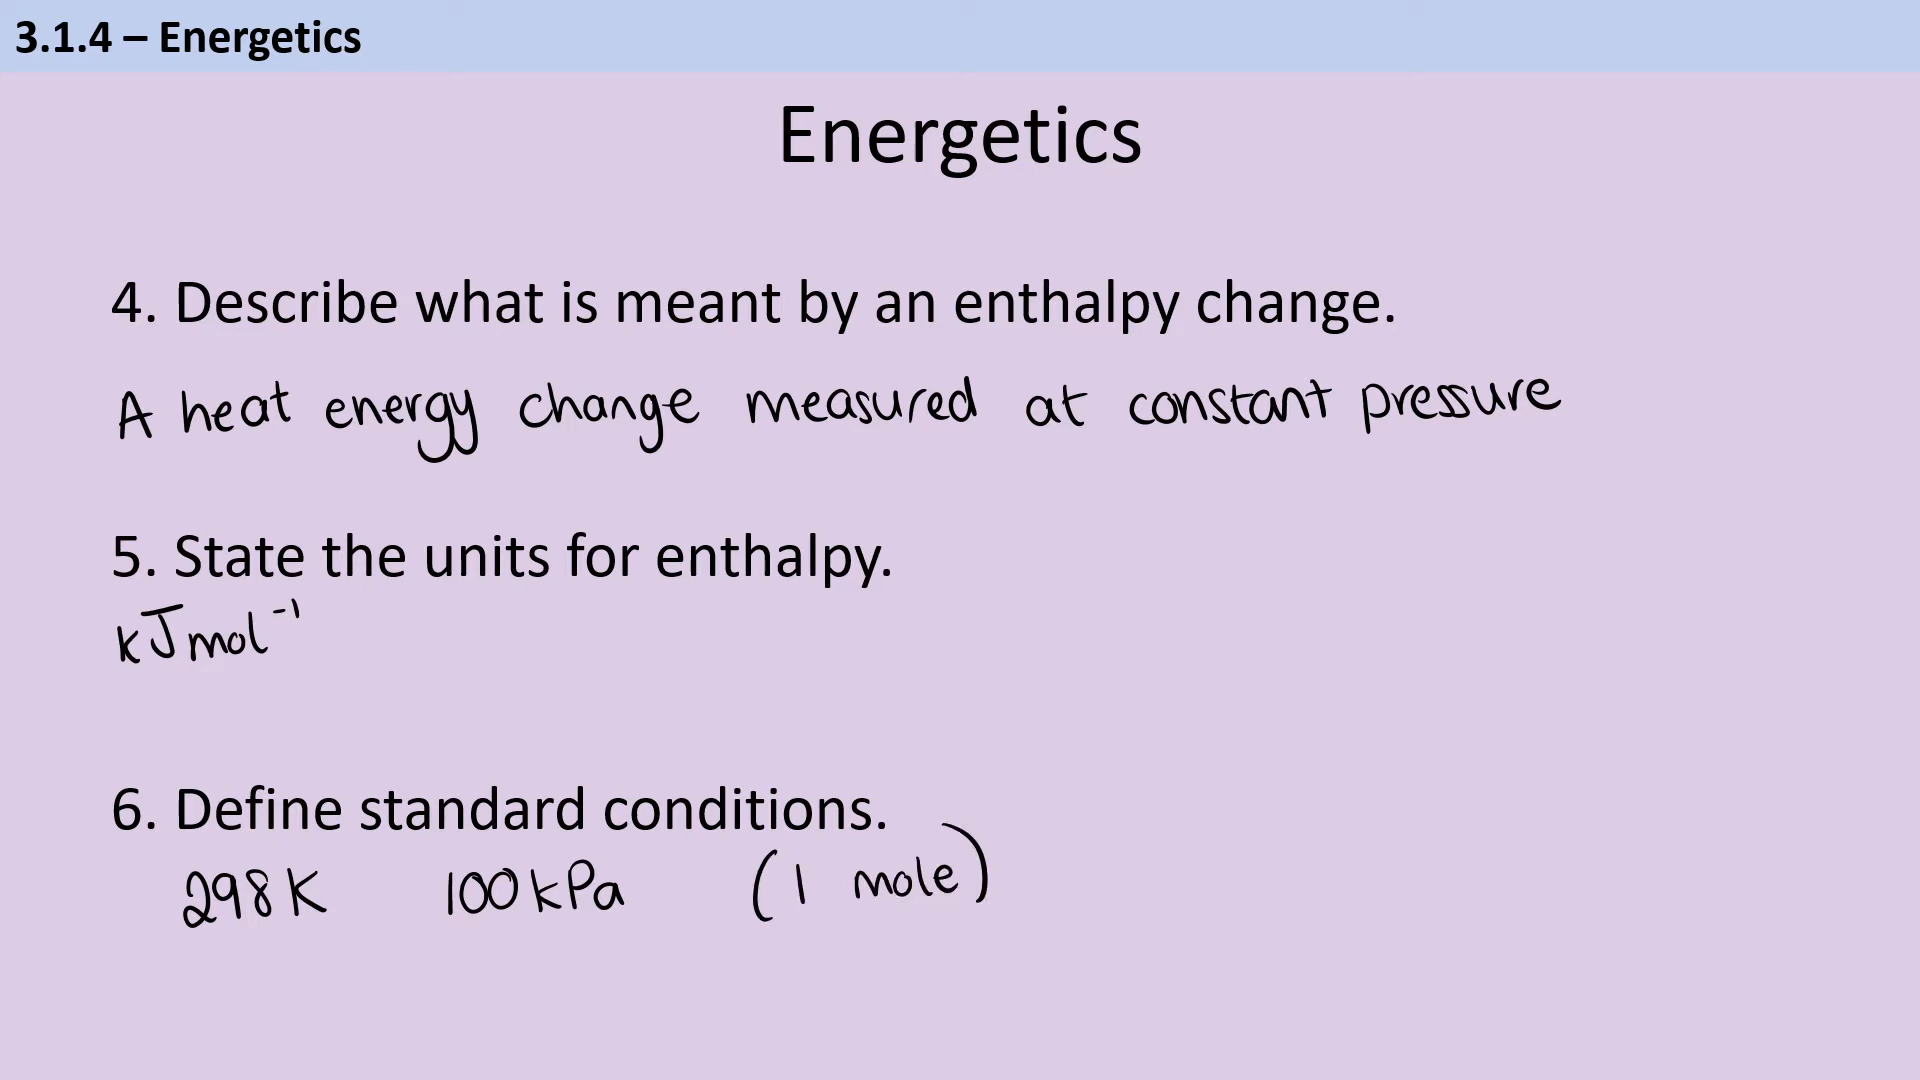 3.1.4 – Energetics
Energetics
4. Describe what is meant by an enthalpy change.
A heat energy change measured at constant pressure
5. State the units for enthalpy.
kJmol⁻¹
6. Define standard conditions.
298K 100kPa (1 mole)